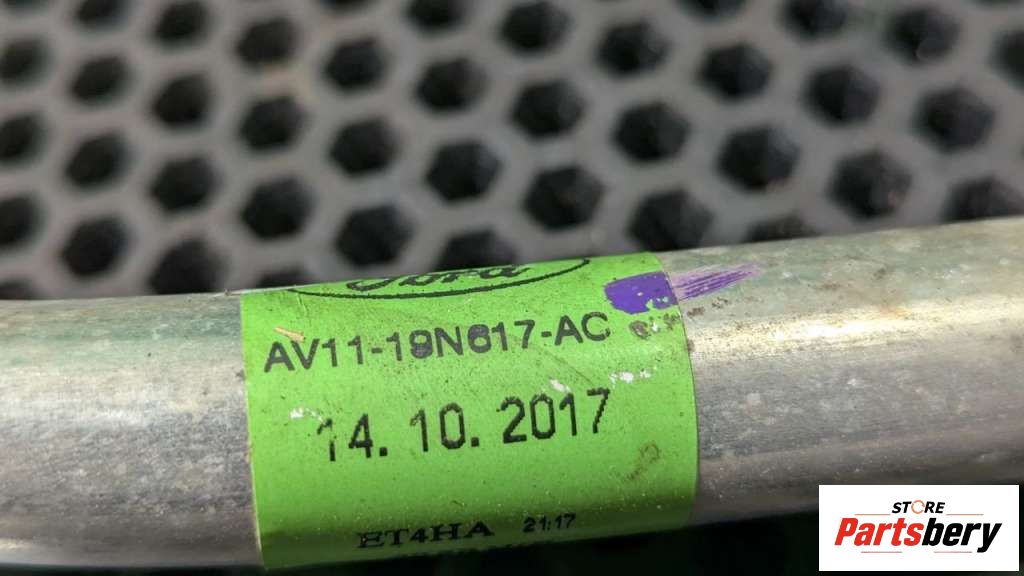 Ford
AV11-19N617-AC
14.10.2017
ET4HA 21:17
STORE
Partsbery